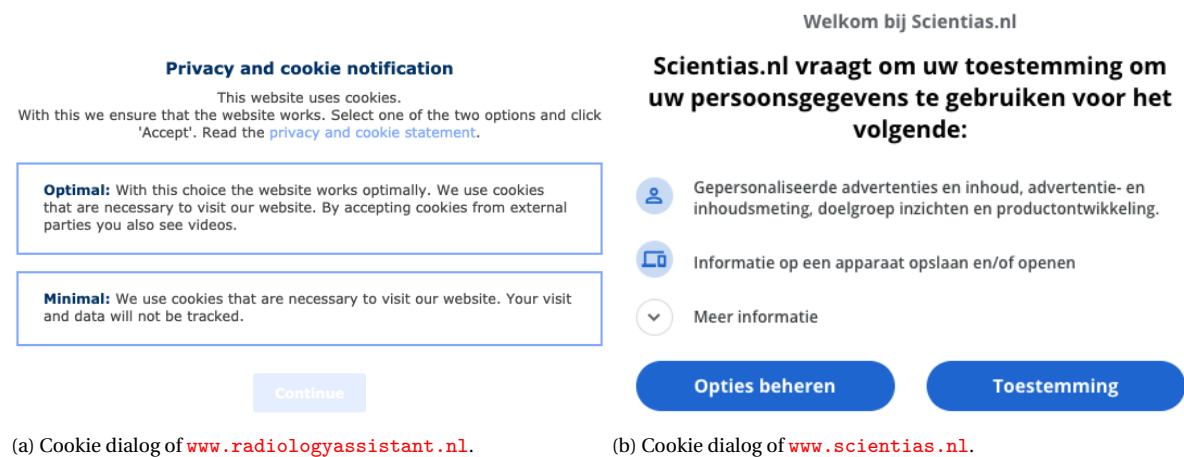 Privacy and cookie notification
This website uses cookies.
With this we ensure that the website works. Select one of the two options and click
'Accept'. Read the privacy and cookie statement.
Optimal: With this choice the website works optimally. We use cookies
that are necessary to visit our website. By accepting cookies from external
parties you also see videos.
Minimal: We use cookies that are necessary to visit our website. Your visit
and data will not be tracked.
Continue
(a) Cookie dialog of www.radiologyassistant.nl.
Welkom bij Scientias.nl
Scientias.nl vraagt om uw toestemming om
uw persoonsgegevens te gebruiken voor het
volgende:
Gepersonaliseerde advertenties en inhoud, advertentie- en
inhoudsmeting, doelgroep inzichten en productontwikkeling.
Informatie op een apparaat opslaan en/of openen
Meer informatie
Opties beheren
Toestemming
(b) Cookie dialog of www.scientias.nl.